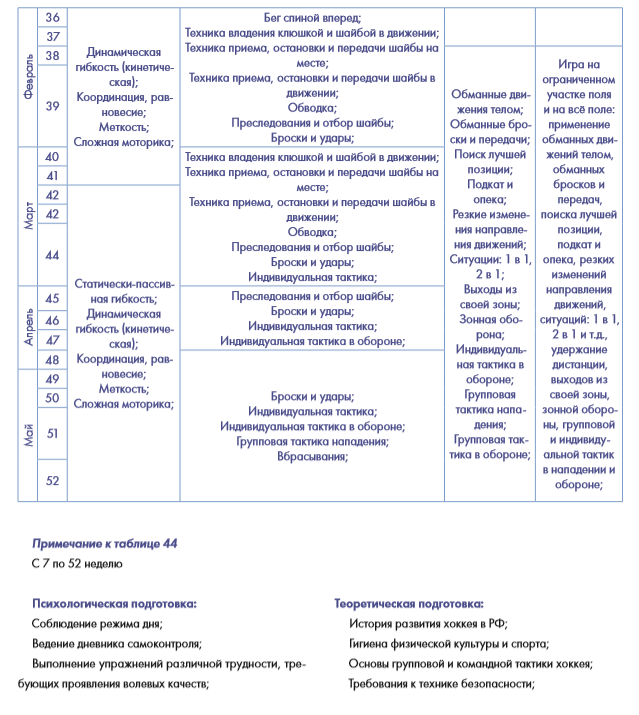 Февраль
36
37
38
39
Динамическая
гибкость (кинетиче-
ская);
Координация, рав-
новесие;
Меткость;
Сложная моторика;
Бег спиной вперед;
Техника владения клюшкой и шайбой в движении;
Техника приема, остановки и передачи шайбы на
месте;
Техника приема, остановки и передачи шайбы в
движении;
Обводка;
Преследования и отбор шайбы;
Броски и удары;
Март
40
41
42
42
44
Техника владения клюшкой и шайбой в движении;
Техника приема, остановки и передачи шайбы на
месте;
Техника приема, остановки и передачи шайбы в
движении;
Обводка;
Преследования и отбор шайбы;
Броски и удары;
Индивидуальная тактика;
Апрель
45
46
47
48
Статически-пассив-
ная гибкость;
Динамическая
гибкость (кинетиче-
ская);
Координация, рав-
новесие;
Меткость;
Сложная моторика;
Преследования и отбор шайбы;
Броски и удары;
Индивидуальная тактика;
Индивидуальная тактика в обороне;
Май
49
50
51
52
Броски и удары;
Индивидуальная тактика;
Индивидуальная тактика в обороне;
Групповая тактика нападения;
Вбрасывания;
Обманные дви-
жения телом;
Обманные бро-
ски и передачи;
Поиск лучшей
позиции;
Подкат и
опека;
Резкие измене-
ния направле-
ния движений;
Ситуации: 1 в 1,
2 в 1;
Выходы из
своей зоны;
Зонная обо-
рона;
Индивидуаль-
ная тактика в
обороне;
Групповая
тактика напа-
дения;
Групповая так-
тика в обороне;
Игра на
ограниченном
участке поля
и на всё поле:
применение
обманных дви-
жений телом,
обманных
бросков и
передач,
поиска лучшей
позиции,
подкат и
опека, резких
изменений
направления
движений,
ситуаций: 1 в 1,
2 в 1 и т.д.,
удержание
дистанции,
выходов из
своей зоны,
зонной оборо-
ны, групповой
и индивиду-
альной тактик
в нападении и
обороне;
Примечание к таблице 44
С 7 по 52 неделю
Психологическая подготовка:
Соблюдение режима дня;
Ведение дневника самоконтроля;
Выполнение упражнений различной трудности, тре-
бующих проявления волевых качеств;
Теоретическая подготовка:
История развития хоккея в РФ;
Гигиена физической культуры и спорта;
Основы групповой и командной тактики хоккея;
Требования к технике безопасности;